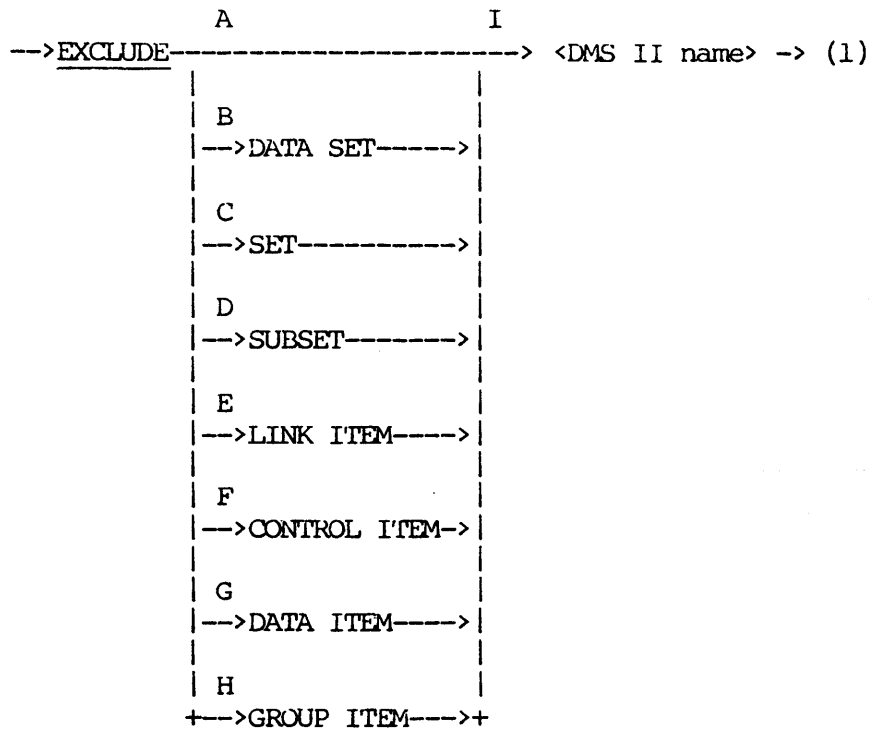 A I
-->EXCLUDE-----------------------------> <DMS II name> -> (1)
| |
| B |
|-->DATA SET------>|
| |
| C |
|-->SET----------->|
| |
| D |
|-->SUBSET-------->|
| |
| E |
|-->LINK ITEM----->|
| |
| F |
|-->CONTROL ITEM->|
| |
| G |
|-->DATA ITEM----->|
| |
| H |
+-->GROUP ITEM--->+